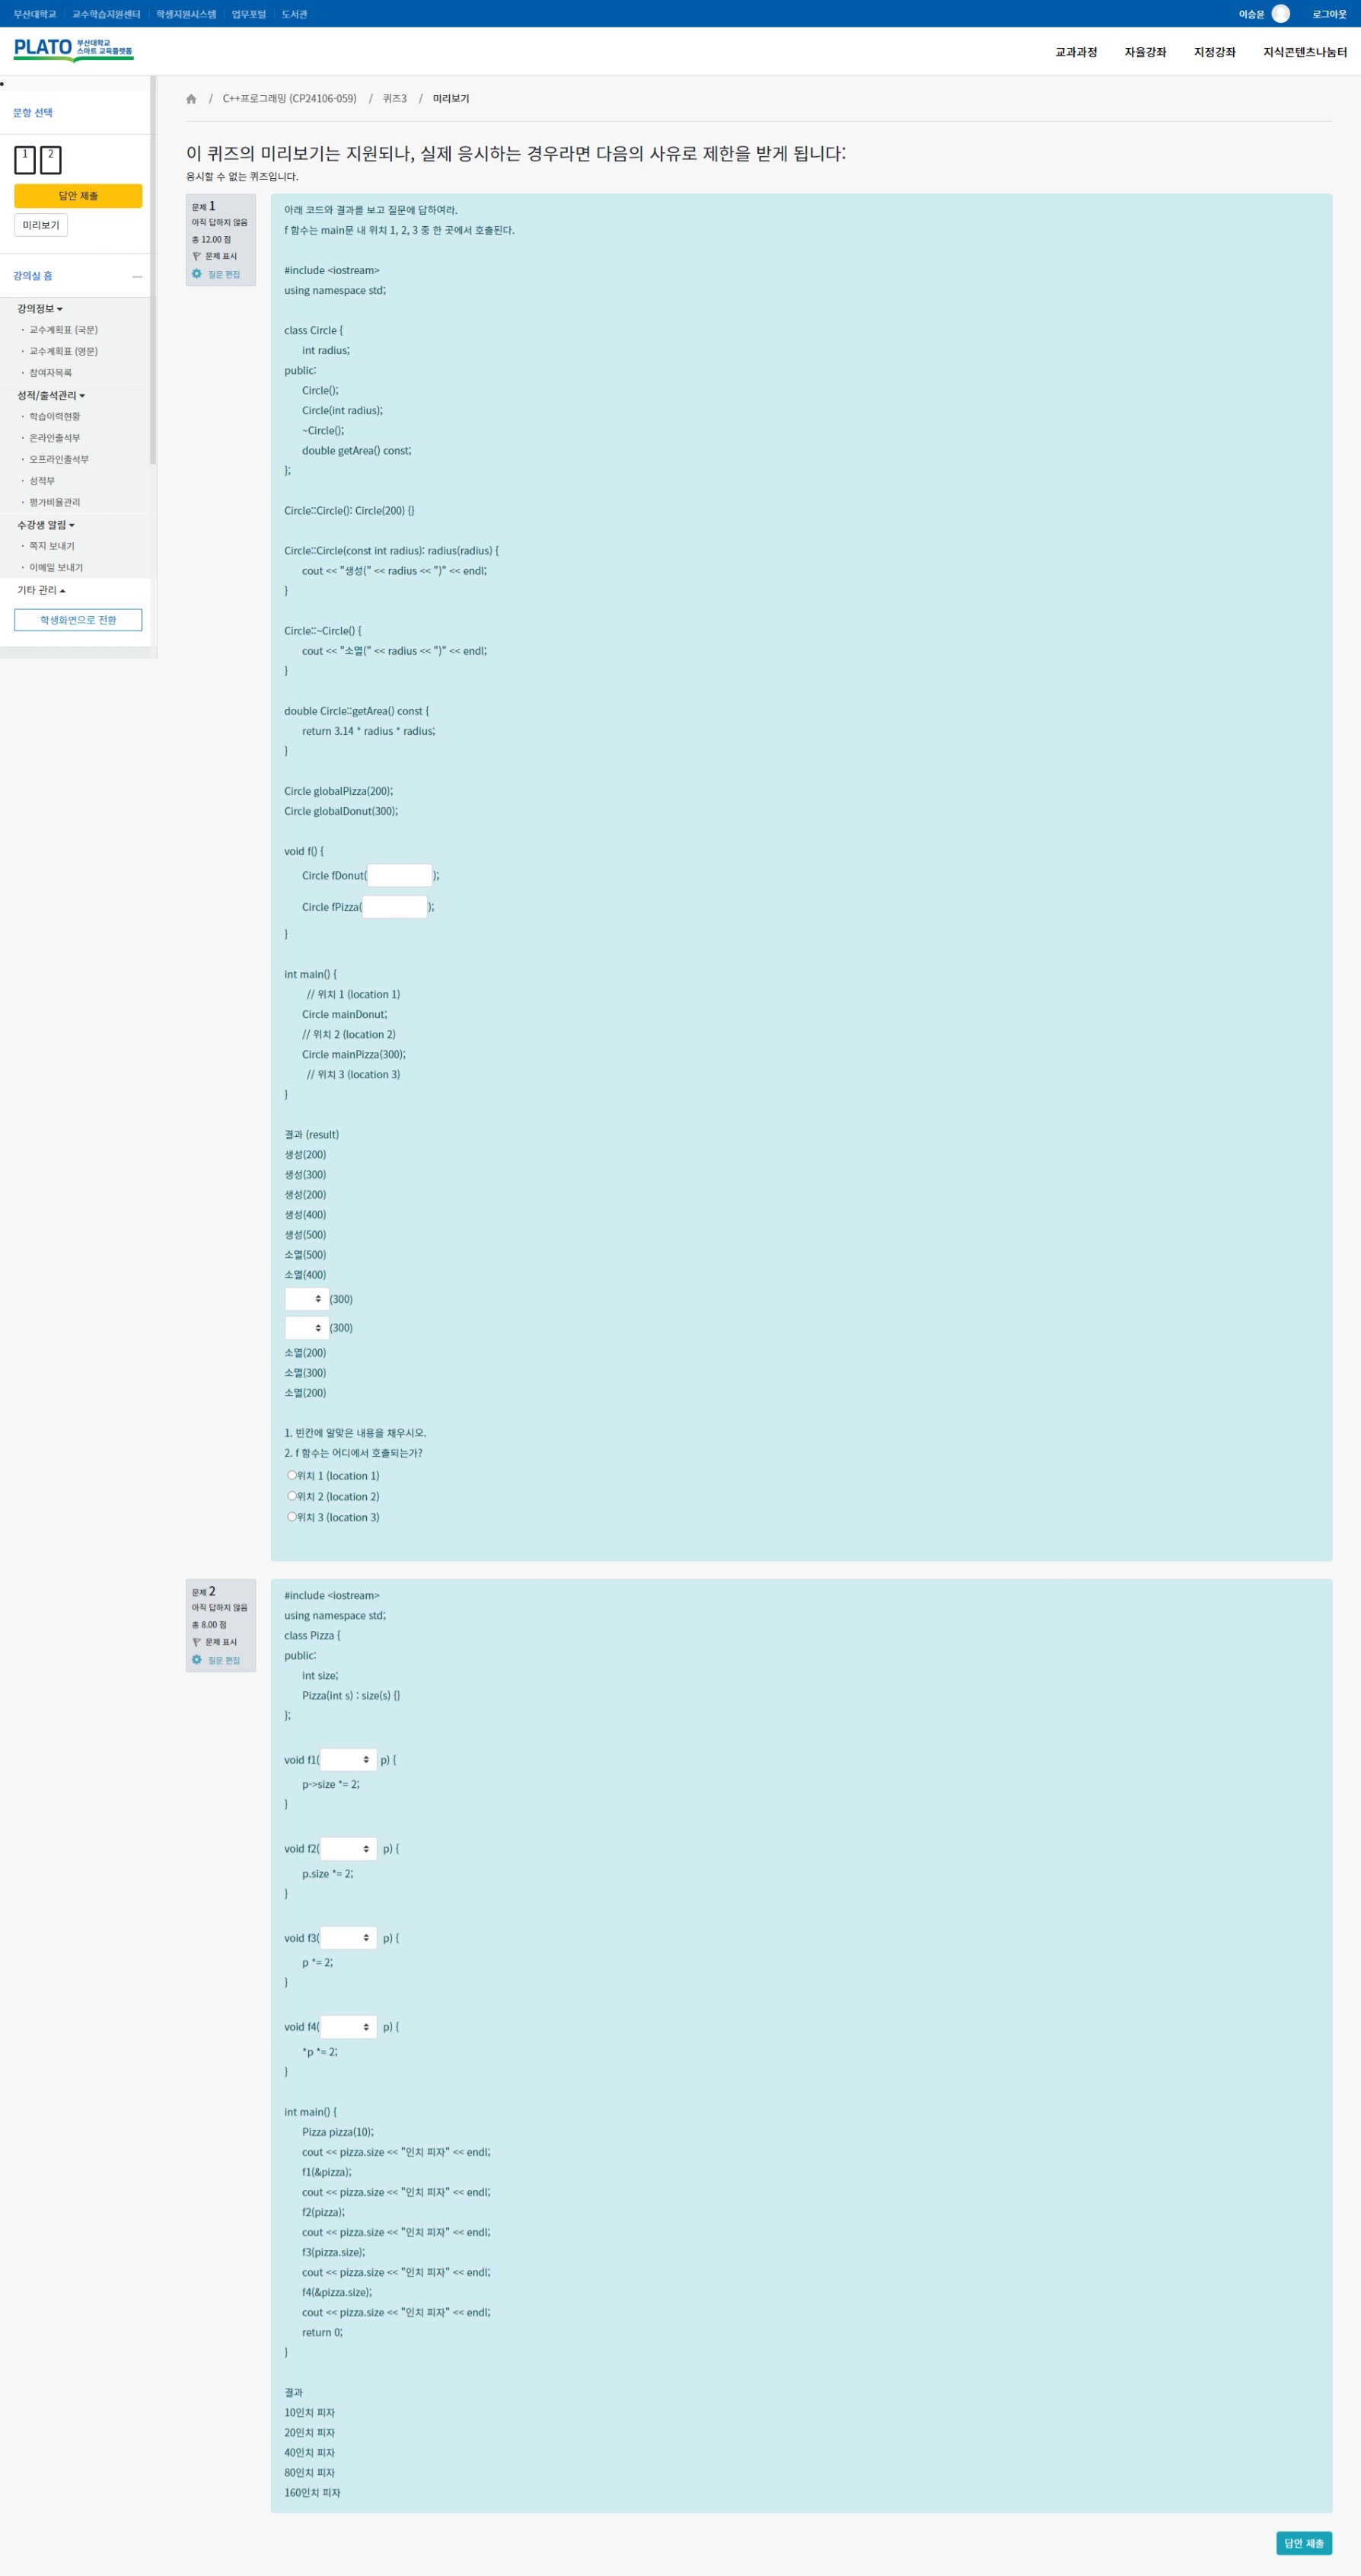 부산대학교 교수학습지원센터 학생지원시스템 업무포털 도서관 이승윤 로그아웃
PLATO 부산대학교 스마트 교육플랫폼
교과과정 자율강좌 지정강좌 지식콘텐츠나눔터
문항 선택
1 2
답안 제출
미리보기
강의실 홈
강의정보
교수계획표 (국문)
교수계획표 (영문)
참여자목록
성적/출석관리
학습이력현황
온라인출석부
오프라인출석부
성적부
평가비율관리
수강생 알림
쪽지 보내기
이메일 보내기
기타 관리
학생화면으로 전환
/ C++프로그래밍 (CP24106-059) / 퀴즈3 / 미리보기
이 퀴즈의 미리보기는 지원되나, 실제 응시하는 경우라면 다음의 사유로 제한을 받게 됩니다:
응시할 수 없는 퀴즈입니다.
문제 1
아직 답하지 않음
총 12.00 점
문제 표시
질문 편집
아래 코드와 결과를 보고 질문에 답하여라.
f 함수는 main문 내 위치 1, 2, 3 중 한 곳에서 호출된다.
#include <iostream>
using namespace std;
class Circle {
int radius;
public:
Circle();
Circle(int radius);
~Circle();
double getArea() const;
};
Circle::Circle(): Circle(200) {}
Circle::Circle(const int radius): radius(radius) {
cout << "생성(" << radius << ")" << endl;
}
Circle::~Circle() {
cout << "소멸(" << radius << ")" << endl;
}
double Circle::getArea() const {
return 3.14 * radius * radius;
}
Circle globalPizza(200);
Circle globalDonut(300);
void f() {
Circle fDonut( );
Circle fPizza( );
}
int main() {
// 위치 1 (location 1)
Circle mainDonut;
// 위치 2 (location 2)
Circle mainPizza(300);
// 위치 3 (location 3)
}
결과 (result)
생성(200)
생성(300)
생성(200)
생성(400)
생성(500)
소멸(500)
소멸(400)
(300)
(300)
소멸(200)
소멸(300)
소멸(200)
1. 빈칸에 알맞은 내용을 채우시오.
2. f 함수는 어디에서 호출되는가?
위치 1 (location 1)
위치 2 (location 2)
위치 3 (location 3)
문제 2
아직 답하지 않음
총 8.00 점
문제 표시
질문 편집
#include <iostream>
using namespace std;
class Pizza {
public:
int size;
Pizza(int s) : size(s) {}
};
void f1( p) {
p->size *= 2;
}
void f2( p) {
p.size *= 2;
}
void f3( p) {
p *= 2;
}
void f4( p) {
*p *= 2;
}
int main() {
Pizza pizza(10);
cout << pizza.size << "인치 피자" << endl;
f1(&pizza);
cout << pizza.size << "인치 피자" << endl;
f2(pizza);
cout << pizza.size << "인치 피자" << endl;
f3(pizza.size);
cout << pizza.size << "인치 피자" << endl;
f4(&pizza.size);
cout << pizza.size << "인치 피자" << endl;
return 0;
}
결과
10인치 피자
20인치 피자
40인치 피자
80인치 피자
160인치 피자
답안 제출